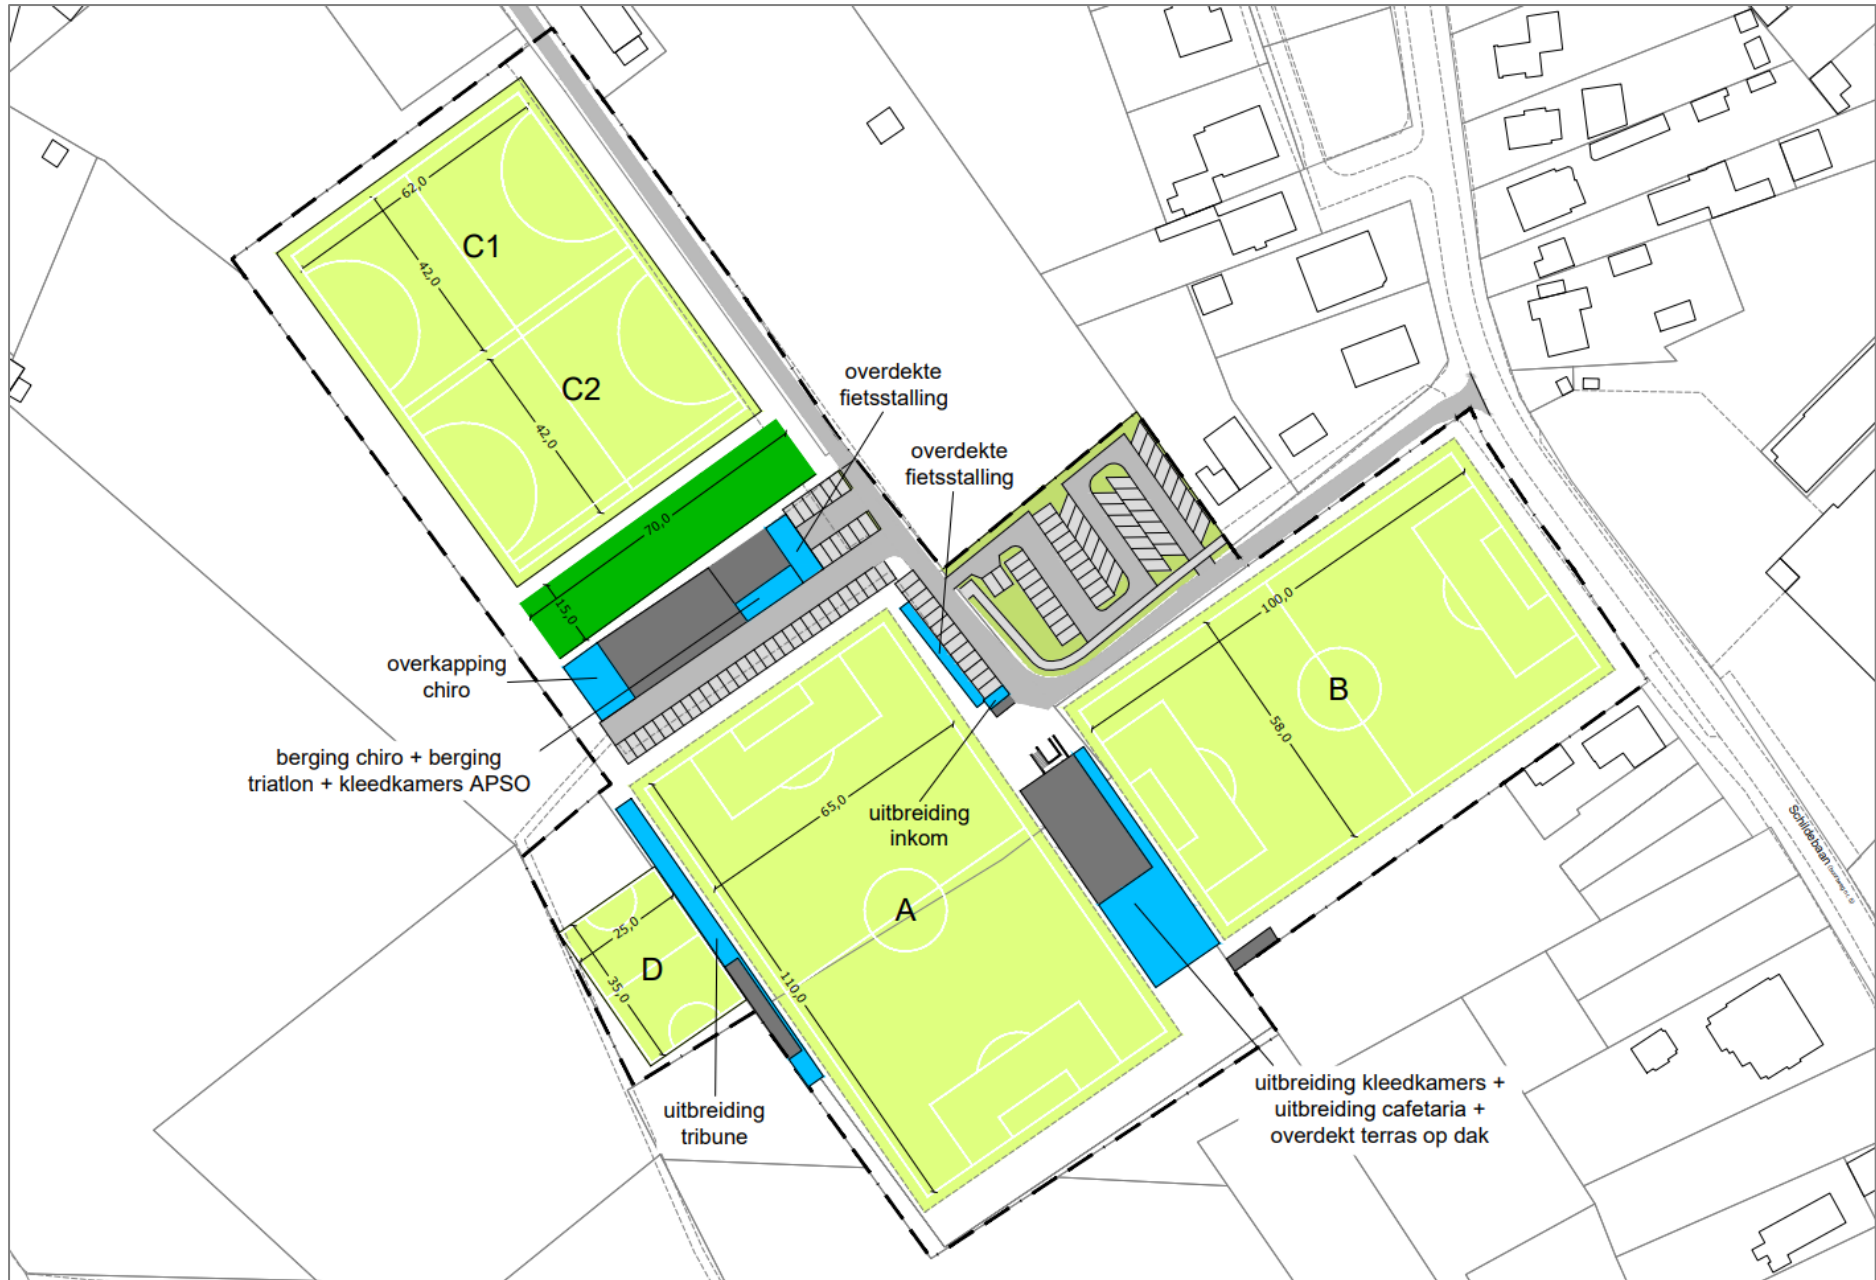 62,0
C1
42,0
C2
42,0
overdekte
fietsstalling
overdekte
fietsstalling
70,0
15,0
100,0
58,0
B
overkapping
chiro
berging chiro + berging
triatlon + kleedkamers APSO
65,0
uitbreiding
inkom
A
110,0
25,0
D
35,0
Schildebaan
uitbreiding
tribune
uitbreiding kleedkamers +
uitbreiding cafetaria +
overdekt terras op dak